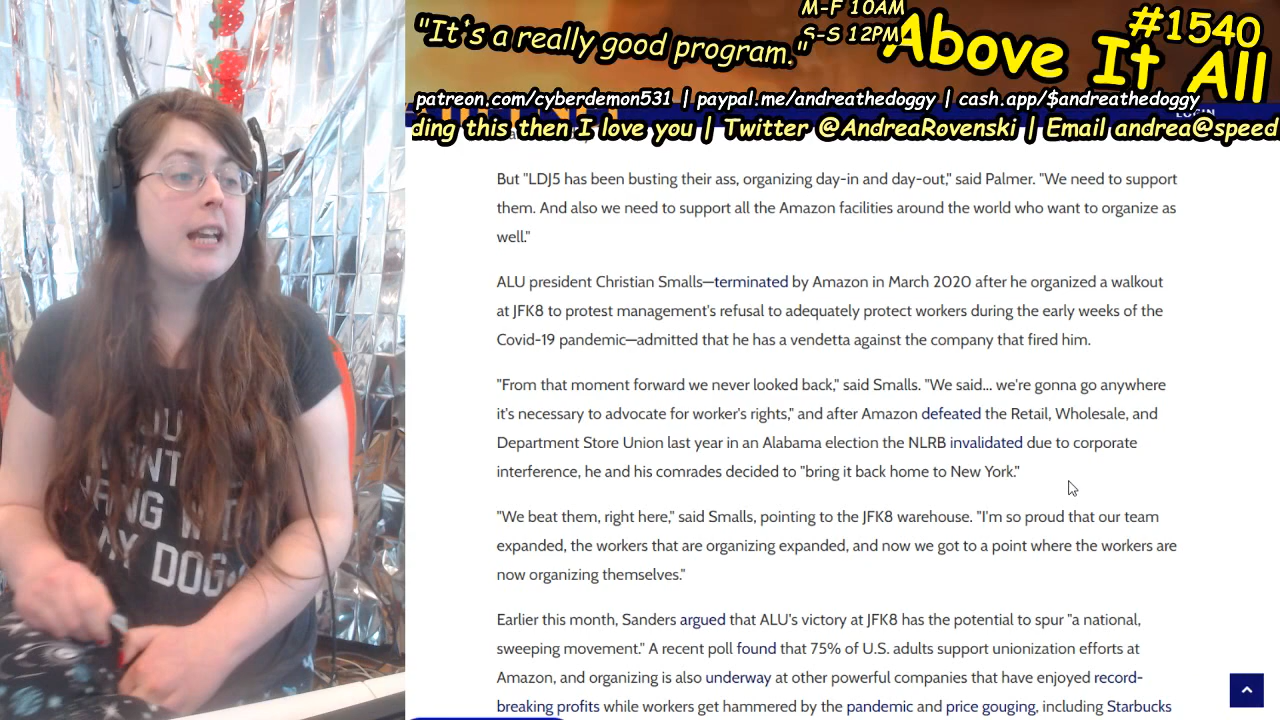 "It's a really good program."
M-F 10AM
S-S 12PM
Above It All
#1540
patreon.com/cyberdemon531 | paypal.me/andreathedoggy | cash.app/$andreathedoggy
LOGIN
ding this then I love you | Twitter @AndreaRovenski | Email andrea@speed
But "LDJ5 has been busting their ass, organizing day-in and day-out," said Palmer. "We need to support
them. And also we need to support all the Amazon facilities around the world who want to organize as
well."
ALU president Christian Smalls—terminated by Amazon in March 2020 after he organized a walkout
at JFK8 to protest management's refusal to adequately protect workers during the early weeks of the
Covid-19 pandemic—admitted that he has a vendetta against the company that fired him.
"From that moment forward we never looked back," said Smalls. "We said... we're gonna go anywhere
it's necessary to advocate for worker's rights," and after Amazon defeated the Retail, Wholesale, and
Department Store Union last year in an Alabama election the NLRB invalidated due to corporate
interference, he and his comrades decided to "bring it back home to New York."
"We beat them, right here," said Smalls, pointing to the JFK8 warehouse. "I'm so proud that our team
expanded, the workers that are organizing expanded, and now we got to a point where the workers are
now organizing themselves."
Earlier this month, Sanders argued that ALU's victory at JFK8 has the potential to spur "a national,
sweeping movement." A recent poll found that 75% of U.S. adults support unionization efforts at
Amazon, and organizing is also underway at other powerful companies that have enjoyed record-
breaking profits while workers get hammered by the pandemic and price gouging, including Starbucks
MY DOG